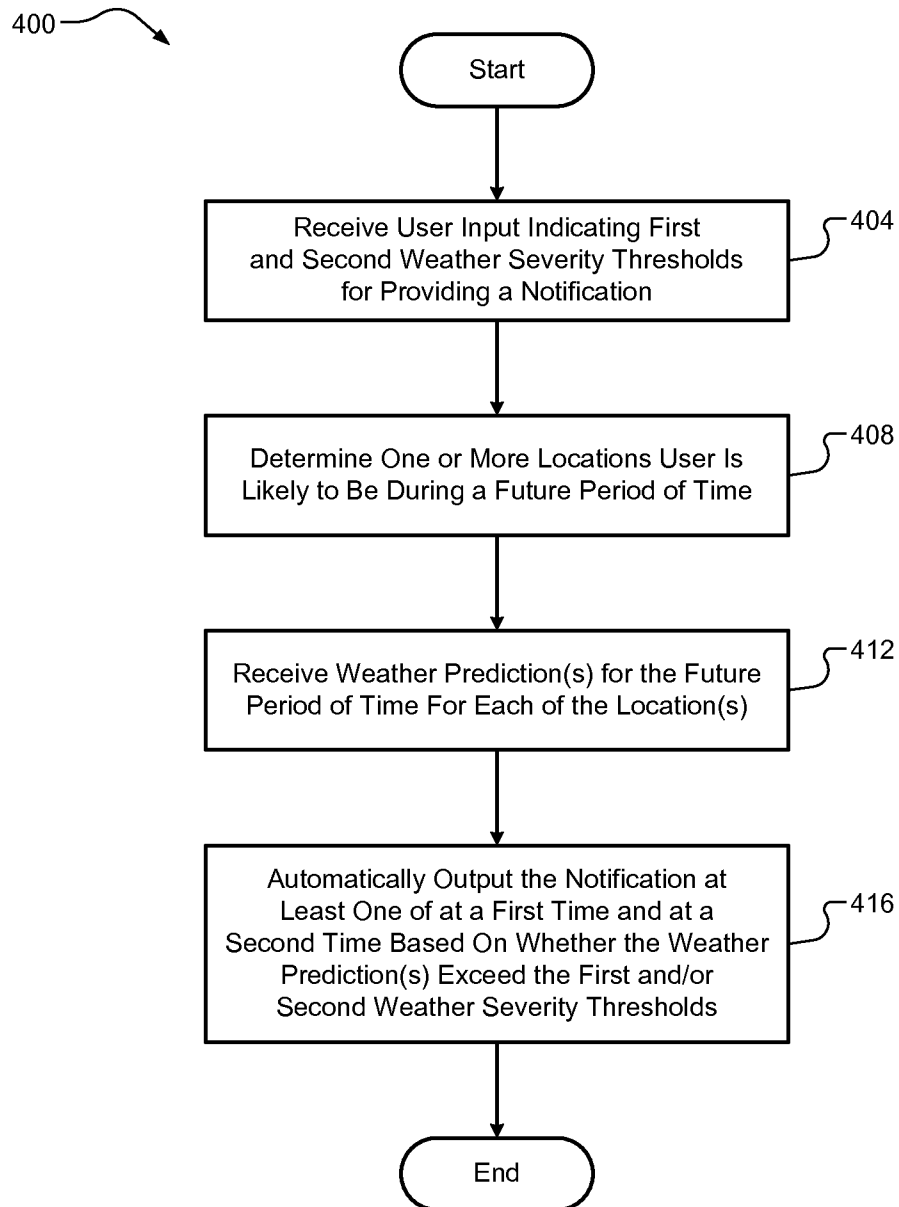 400
Start
Receive User Input Indicating First
and Second Weather Severity Thresholds
for Providing a Notification
404
Determine One or More Locations User Is
Likely to Be During a Future Period of Time
408
Receive Weather Prediction(s) for the Future
Period of Time For Each of the Location(s)
412
Automatically Output the Notification at
Least One of at a First Time and at a
Second Time Based On Whether the Weather
Prediction(s) Exceed the First and/or
Second Weather Severity Thresholds
416
End